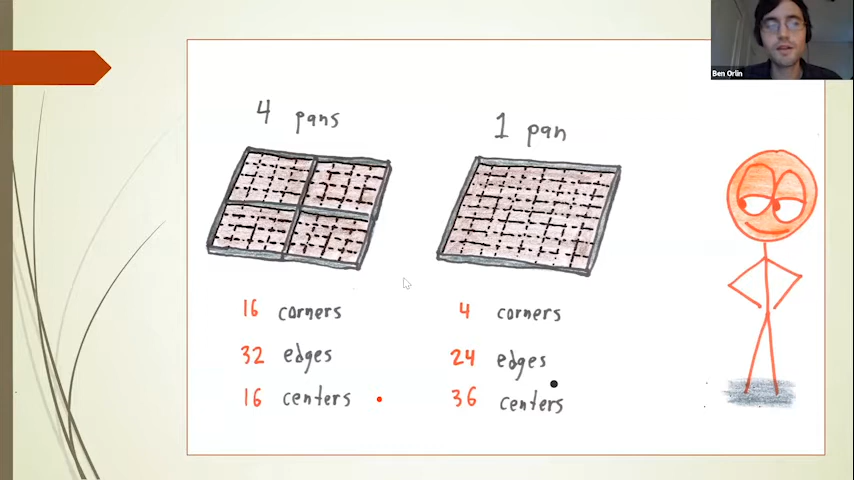 Ben Orlin
4 pans
1 pan
16 corners
4 corners
32 edges
24 edges
16 centers
36 centers